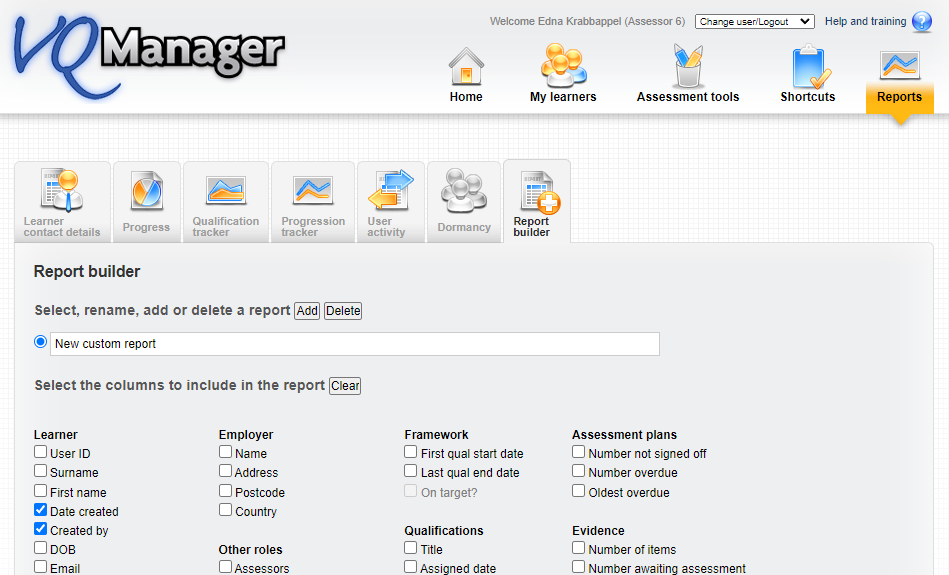 VQManager
Welcome Edna Krabbappel (Assessor 6)
Change user/Logout
Help and training
?
Home
My learners
Assessment tools
Shortcuts
Reports
Learner
contact details
Progress
Qualification
tracker
Progression
tracker
User
activity
Dormancy
Report
builder
Report builder
Select, rename, add or delete a report Add Delete
New custom report
Select the columns to include in the report Clear
Learner
User ID
Surname
First name
Date created
Created by
DOB
Email
Employer
Name
Address
Postcode
Country
Other roles
Assessors
Framework
First qual start date
Last qual end date
On target?
Qualifications
Title
Assigned date
Assessment plans
Number not signed off
Number overdue
Oldest overdue
Evidence
Number of items
Number awaiting assessment